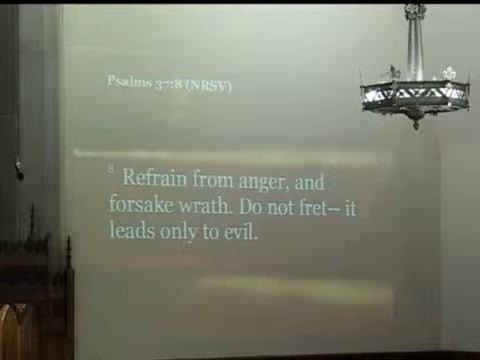 Psalms 37:8 (NRSV)
8 Refrain from anger, and
forsake wrath. Do not fret— it
leads only to evil.